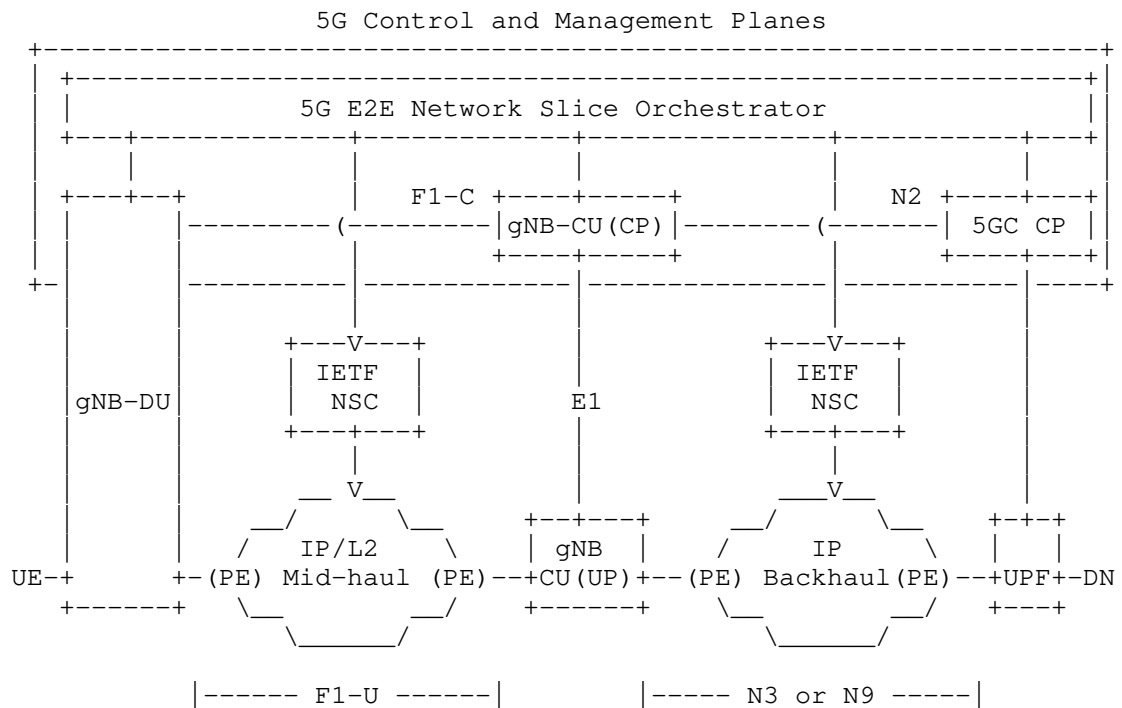 5G Control and Management Planes
5G E2E Network Slice Orchestrator
F1-C N2
gNB-CU(CP) 5GC CP
V V
IETF IETF
gNB-DU NSC E1 NSC
V V
IP/L2 gNB IP
UE (PE) Mid-haul (PE) CU(UP) (PE) Backhaul(PE) UPF DN
F1-U N3 or N9